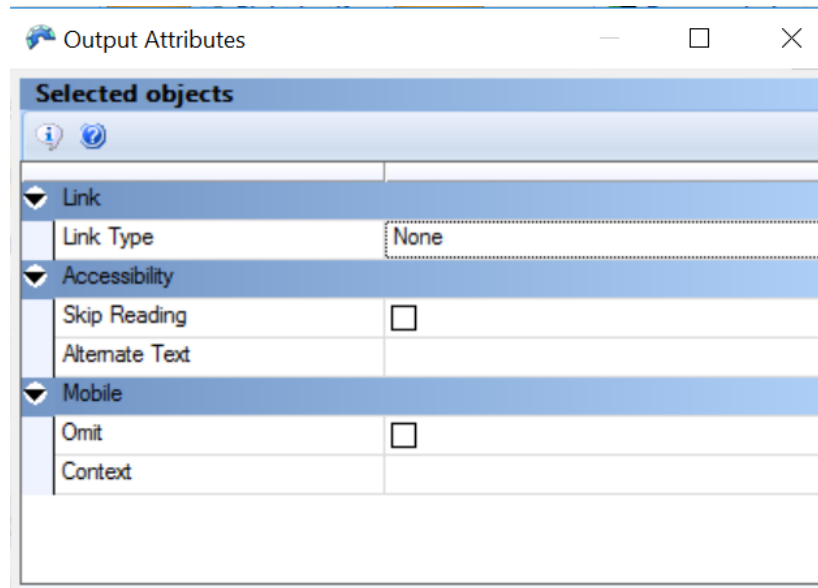 Output Attributes
Selected objects
Link
Link Type None
Accessibility
Skip Reading
Alternate Text
Mobile
Omit
Context